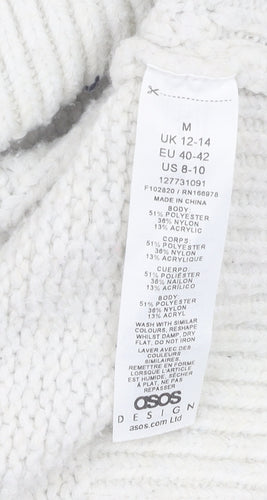 M
UK 12-14
EU 40-42
US 8-10
127731091
F102820 / RN166978
MADE IN CHINA
BODY:
51% POLYESTER
36% NYLON
13% ACRYLIC
CORPS:
51% POLYESTER
36% NYLON
13% ACRYLIQUE
CUERPO:
51% POLIÉSTER
36% NAILON
13% ACRÍLICO
BODY:
51% POLYESTER
36% NYLON
13% ACRYL
WASH WITH SIMILAR
COLOURS, RESHAPE
WHILST DAMP, DRY
FLAT, DO NOT IRON
LAVER AVEC DES
COULEURS
SIMILAIRES,
REMETTRE EN FORME
LORSQUE L'ARTICLE
EST HUMIDE, SÉCHER
À PLAT, NE PAS
REPASSER
asos
DESIGN
asos.com Ltd